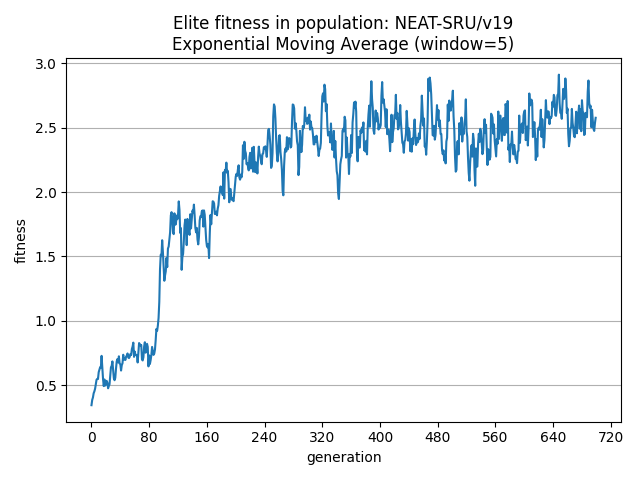 Elite fitness in population: NEAT-SRU/v19
Exponential Moving Average (window=5)
3.0
2.5
2.0
1.5
1.0
0.5
fitness
0 80 160 240 320 400 480 560 640 720
generation